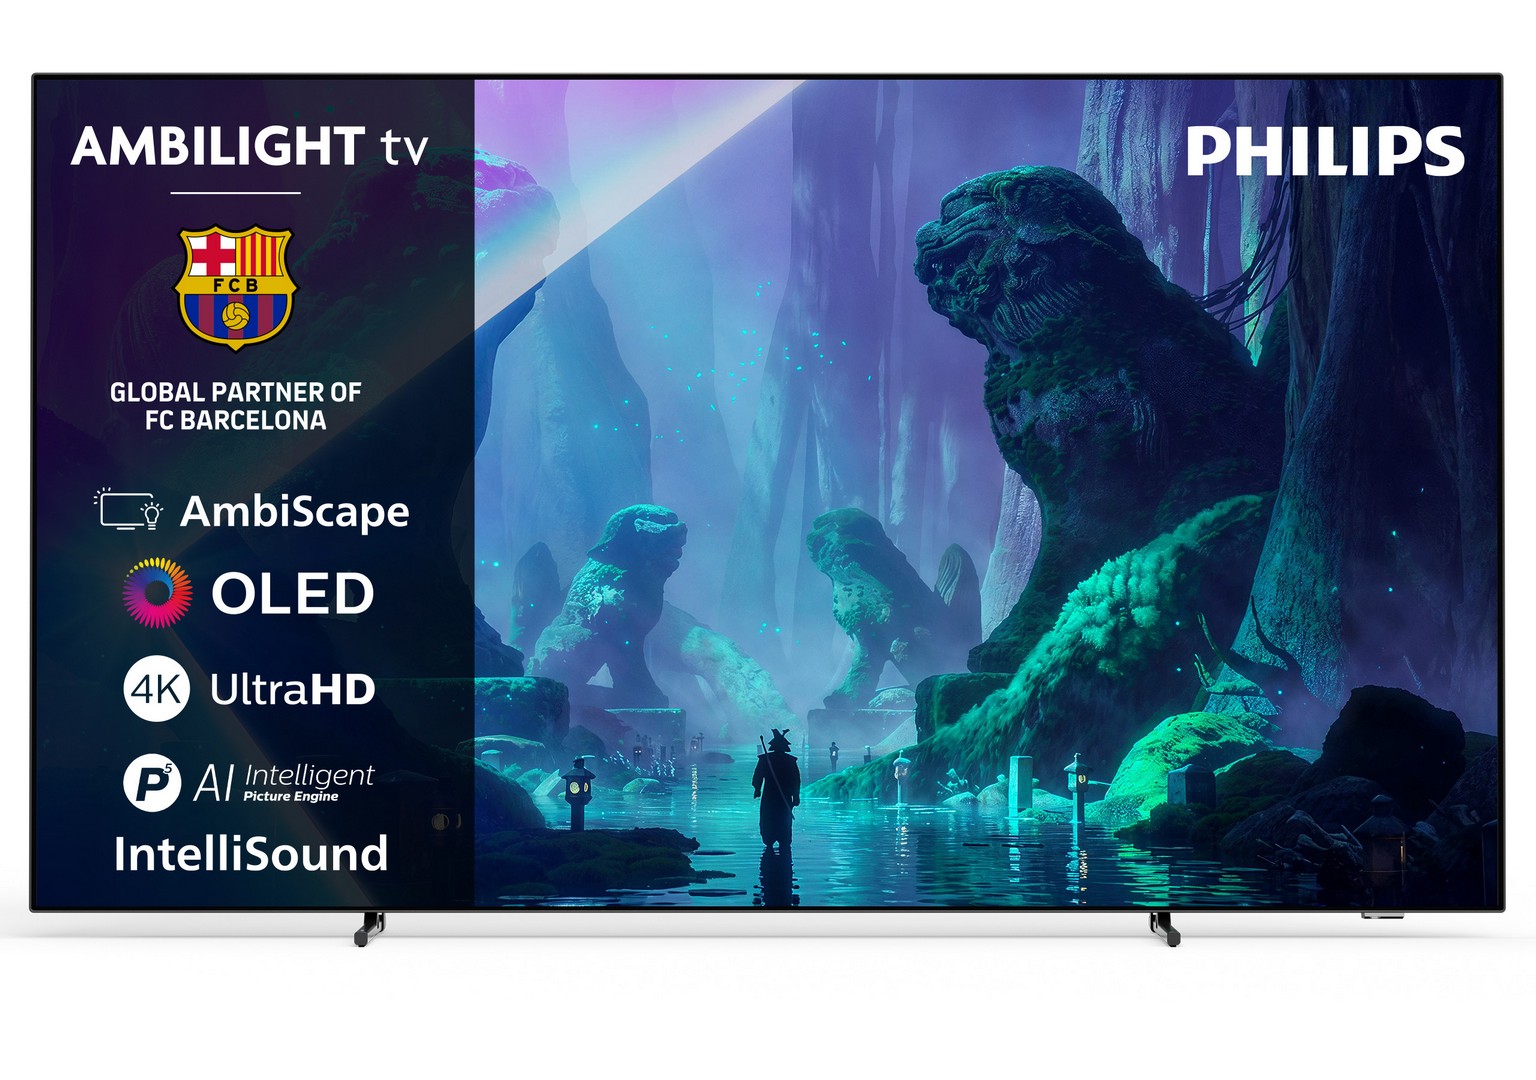 AMBILIGHT tv
PHILIPS
FCB
GLOBAL PARTNER OF
FC BARCELONA
AmbiScape
OLED
4K UltraHD
P5 AI Intelligent
Picture Engine
IntelliSound